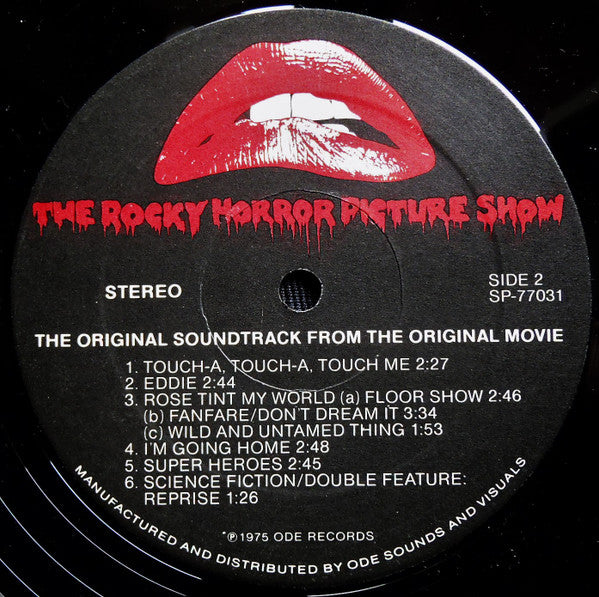 THE ROCKY HORROR PICTURE SHOW
STEREO
SIDE 2
SP-77031
THE ORIGINAL SOUNDTRACK FROM THE ORIGINAL MOVIE
1. TOUCH-A, TOUCH-A, TOUCH ME 2:27
2. EDDIE 2:44
3. ROSE TINT MY WORLD (a) FLOOR SHOW 2:46
(b) FANFARE/DON'T DREAM IT 3:34
(c) WILD AND UNTAMED THING 1:53
4. I'M GOING HOME 2:48
5. SUPER HEROES 2:45
6. SCIENCE FICTION/DOUBLE FEATURE:
REPRISE 1:26
*℗ 1975 ODE RECORDS
MANUFACTURED AND DISTRIBUTED BY ODE SOUNDS AND VISUALS